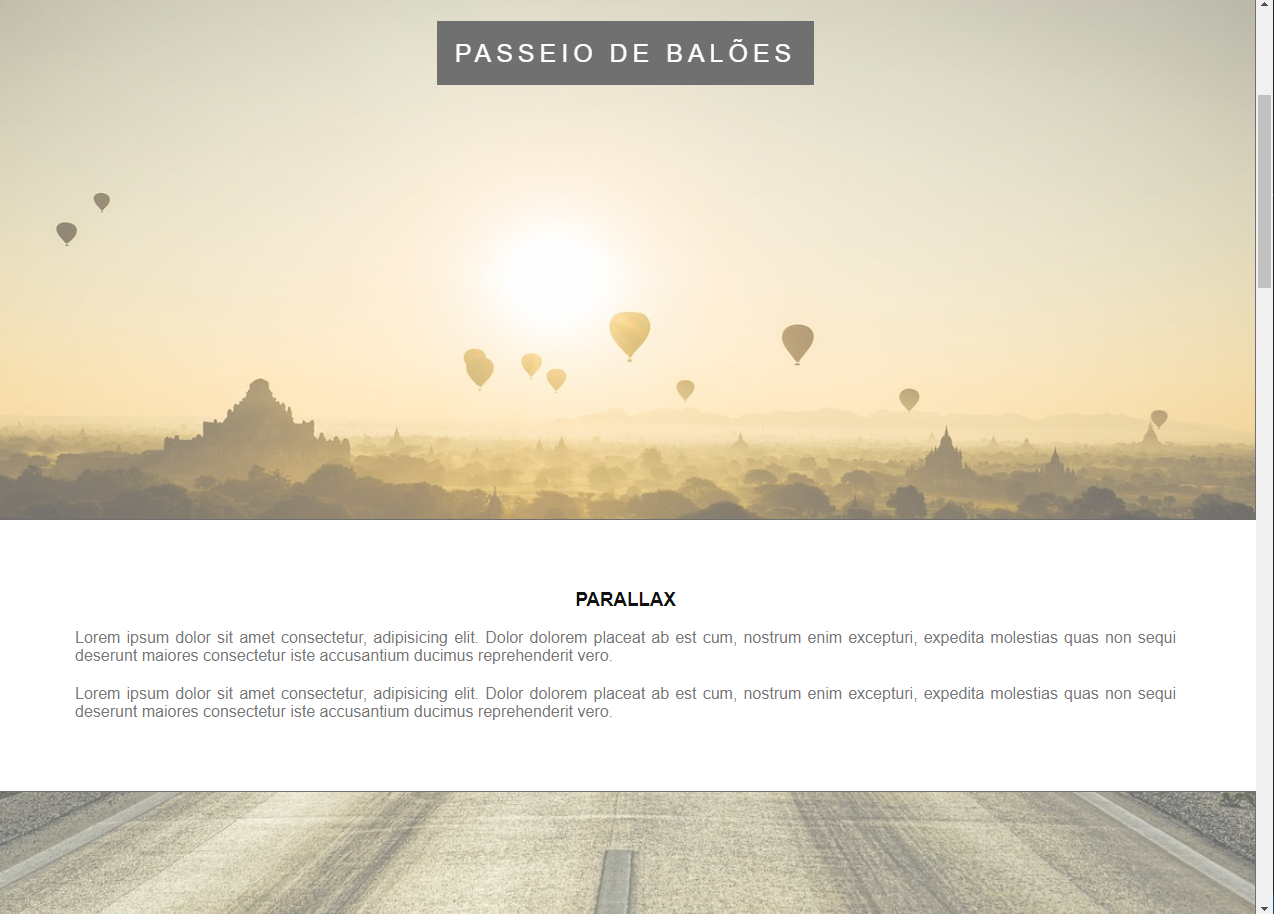 PASSEIO DE BALÕES
PARALLAX
Lorem ipsum dolor sit amet consectetur, adipisicing elit. Dolor dolorem placeat ab est cum, nostrum enim excepturi, expedita molestias quas non sequi
deserunt maiores consectetur iste accusantium ducimus reprehenderit vero.
Lorem ipsum dolor sit amet consectetur, adipisicing elit. Dolor dolorem placeat ab est cum, nostrum enim excepturi, expedita molestias quas non sequi
deserunt maiores consectetur iste accusantium ducimus reprehenderit vero.